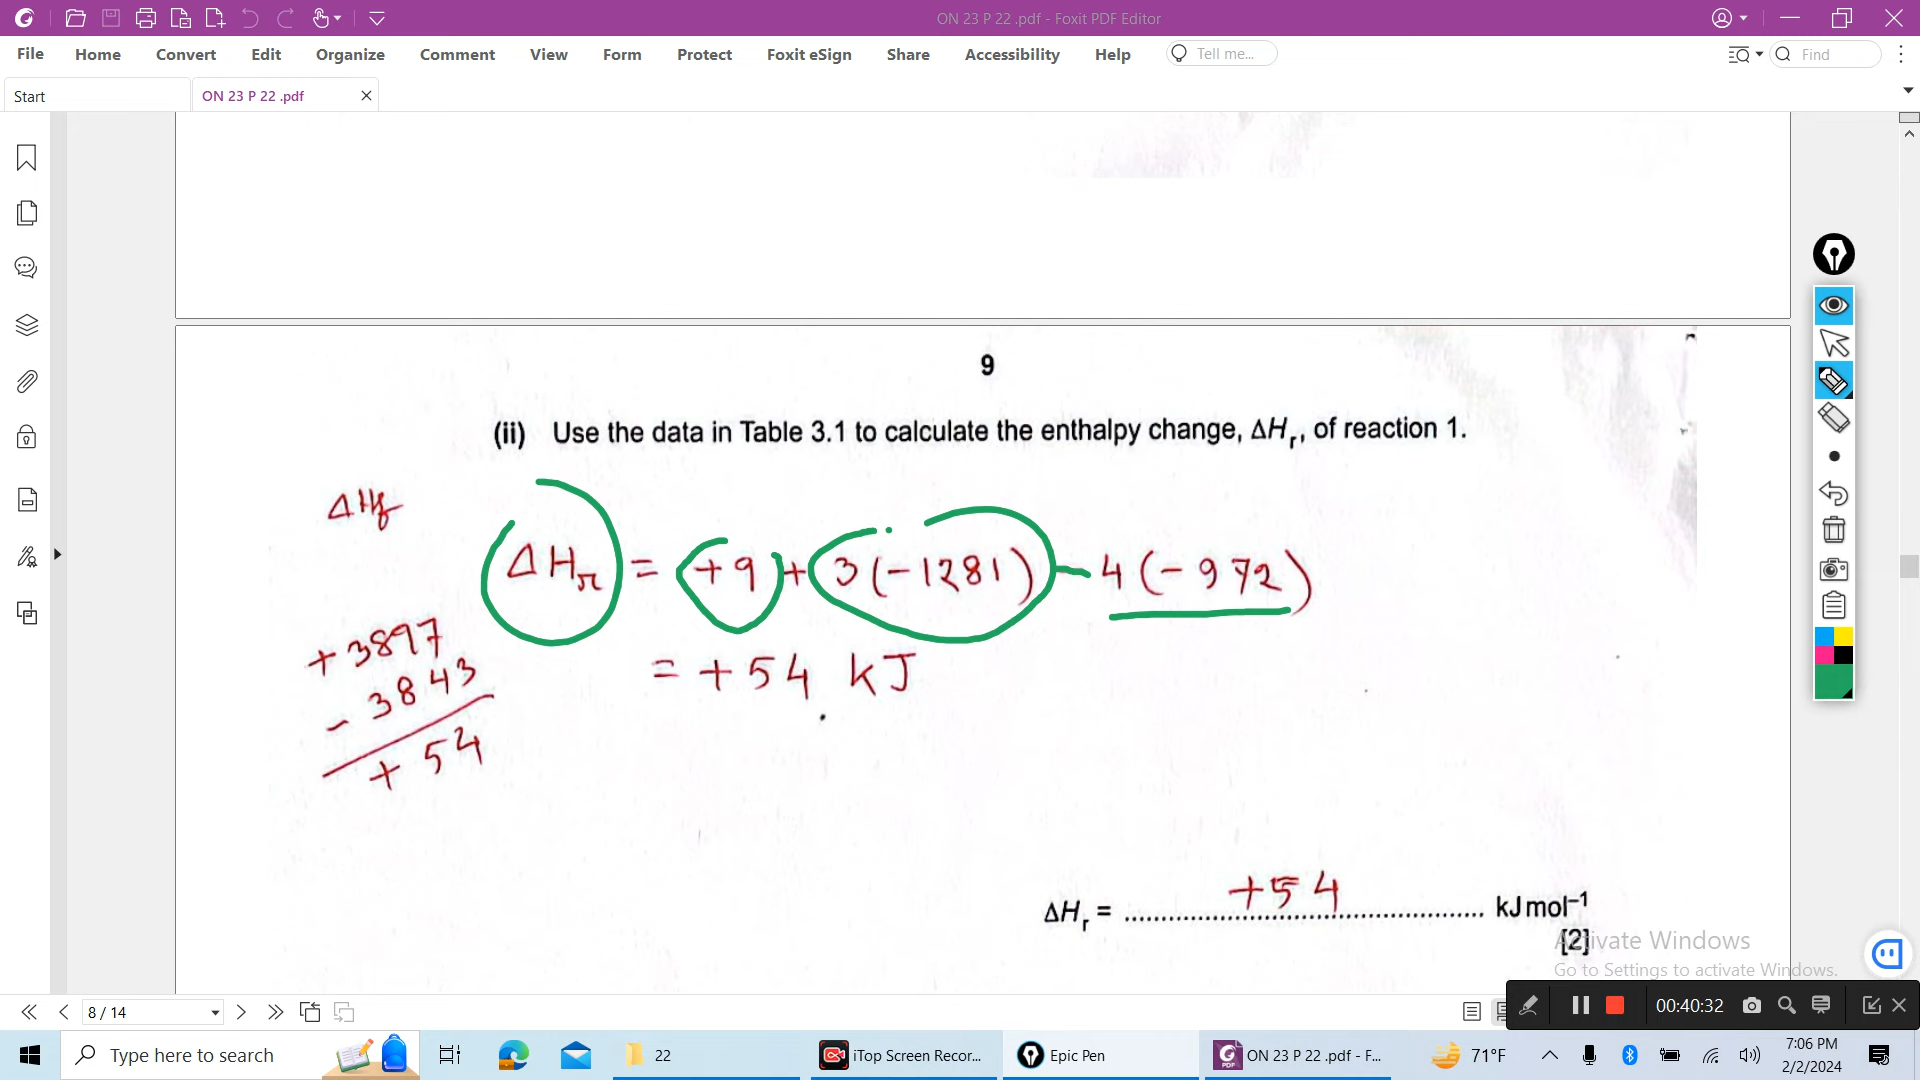 ON 23 P 22 .pdf - Foxit PDF Editor
File Home Convert Edit Organize Comment View Form Protect Foxit eSign Share Accessibility Help Tell me... Find
Start ON 23 P 22 .pdf
9
(ii) Use the data in Table 3.1 to calculate the enthalpy change, ΔHr, of reaction 1.
ΔHf
ΔHr = +9 + 3(-1281) - 4(-972)
= +54 kJ
+3897
- 3843
+ 54
+54
ΔHr = ........................................................ kJ mol⁻¹
[2]
Activate Windows
Go to Settings to activate Windows.
8 / 14
00:40:32
Type here to search
22
iTop Screen Recor...
Epic Pen
ON 23 P 22 .pdf - F...
71°F
7:06 PM
2/2/2024